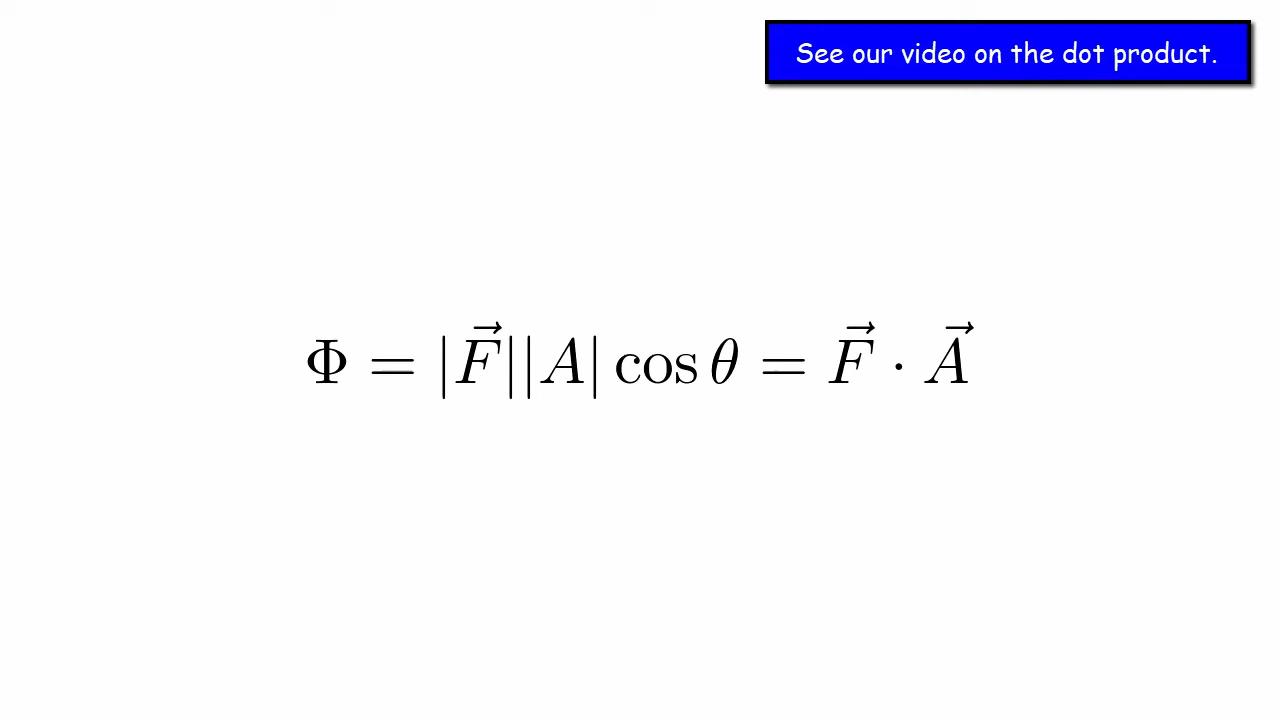 See our video on the dot product.
Φ = |F⃗||A| cos θ = F⃗ · A⃗